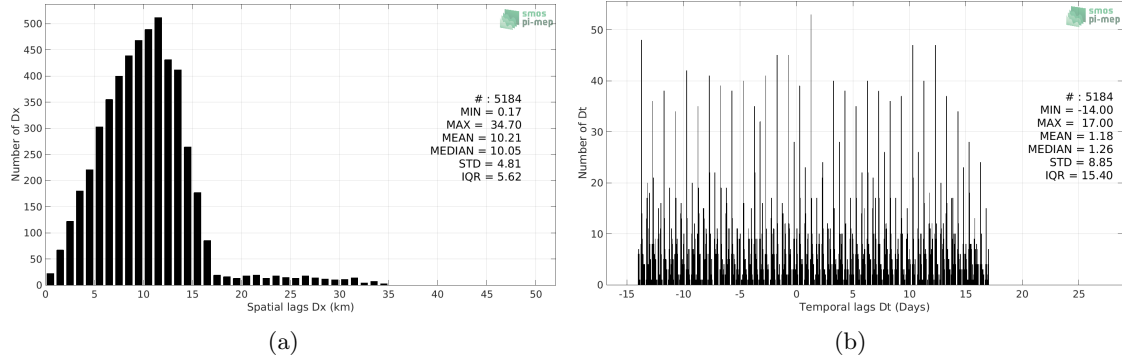 smos
pi-mep
500
450
400
350
300
250
200
150
100
50
0
Number of Dx
# : 5184
MIN = 0.17
MAX = 34.70
MEAN = 10.21
MEDIAN = 10.05
STD = 4.81
IQR = 5.62
0 5 10 15 20 25 30 35 40 45 50
Spatial lags Dx (km)
(a)
smos
pi-mep
50
40
30
20
10
0
Number of Dt
# : 5184
MIN = -14.00
MAX = 17.00
MEAN = 1.18
MEDIAN = 1.26
STD = 8.85
IQR = 15.40
-15 -10 -5 0 5 10 15 20 25
Temporal lags Dt (Days)
(b)